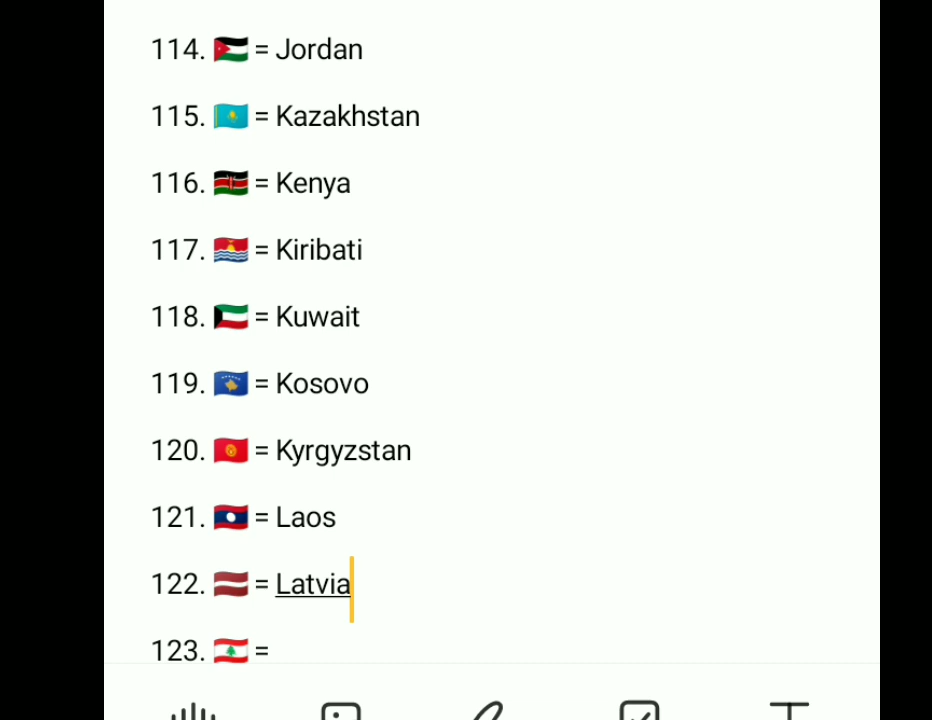 114. 🇯🇴 = Jordan
115. 🇰🇿 = Kazakhstan
116. 🇰🇪 = Kenya
117. 🇰🇮 = Kiribati
118. 🇰🇼 = Kuwait
119. 🇽🇰 = Kosovo
120. 🇰🇬 = Kyrgyzstan
121. 🇱🇦 = Laos
122. 🇱🇻 = Latvia
123. 🇱🇧 =